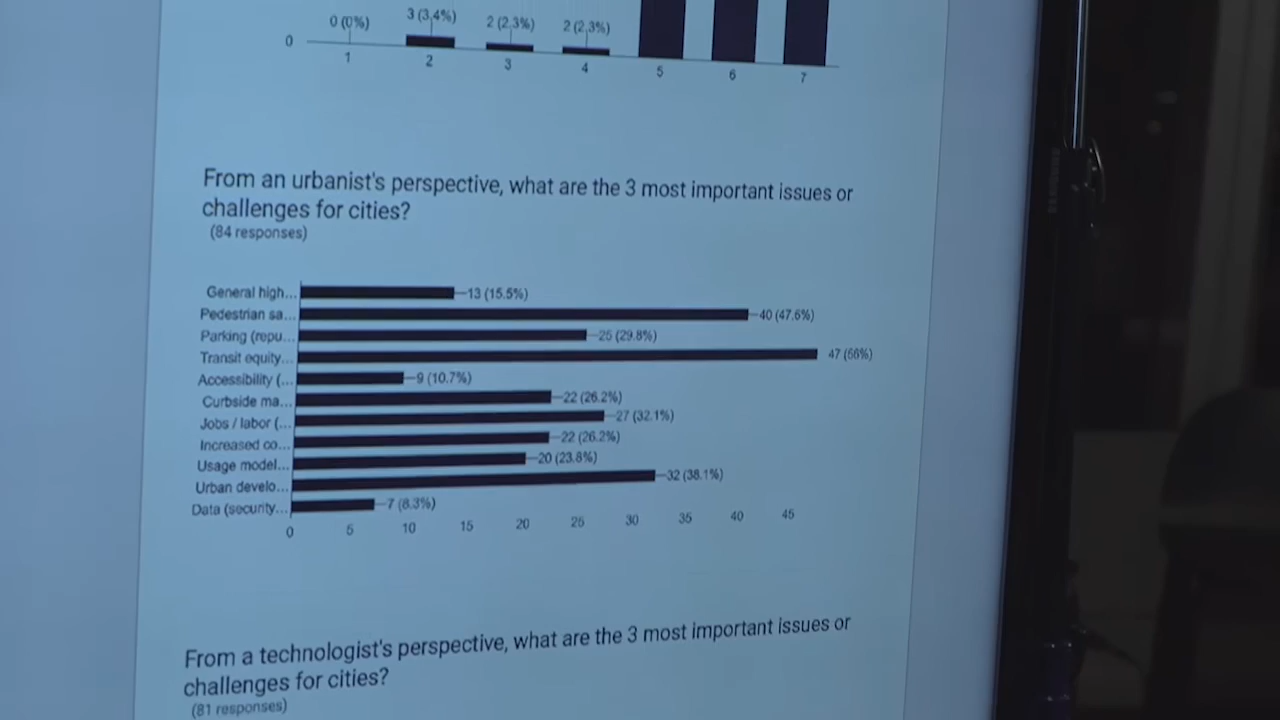 0 (0%) 3 (3.4%) 2 (2.3%) 2 (2.3%)
0
1 2 3 4 5 6 7
From an urbanist's perspective, what are the 3 most important issues or
challenges for cities?
(84 responses)
General high... 13 (15.5%)
Pedestrian sa... 40 (47.6%)
Parking (repu... 25 (29.8%)
Transit equity... 47 (56%)
Accessibility (... 9 (10.7%)
Curbside ma... 22 (26.2%)
Jobs / labor (... 27 (32.1%)
Increased co... 22 (26.2%)
Usage model... 20 (23.8%)
Urban develo... 32 (38.1%)
Data (security... 7 (8.3%)
0 5 10 15 20 25 30 35 40 45
From a technologist's perspective, what are the 3 most important issues or
challenges for cities?
(81 responses)